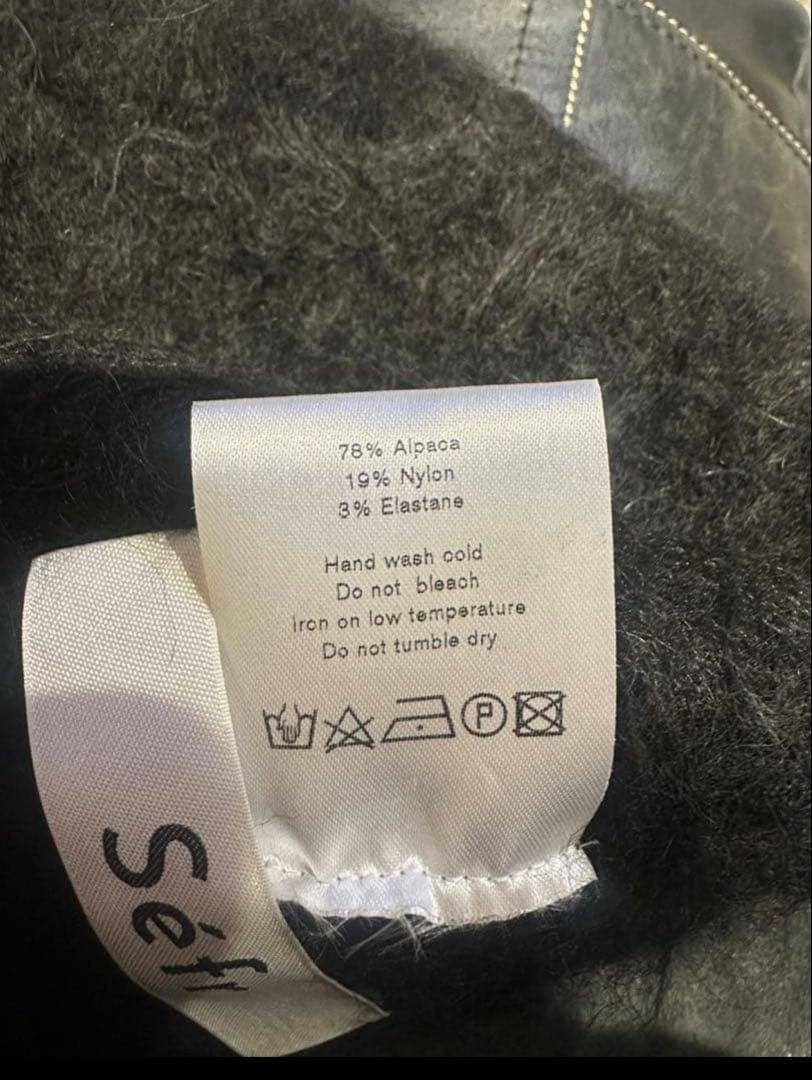 78% Alpaca
19% Nylon
3% Elastane
Hand wash cold
Do not bleach
Iron on low temperature
Do not tumble dry
P
Séfr